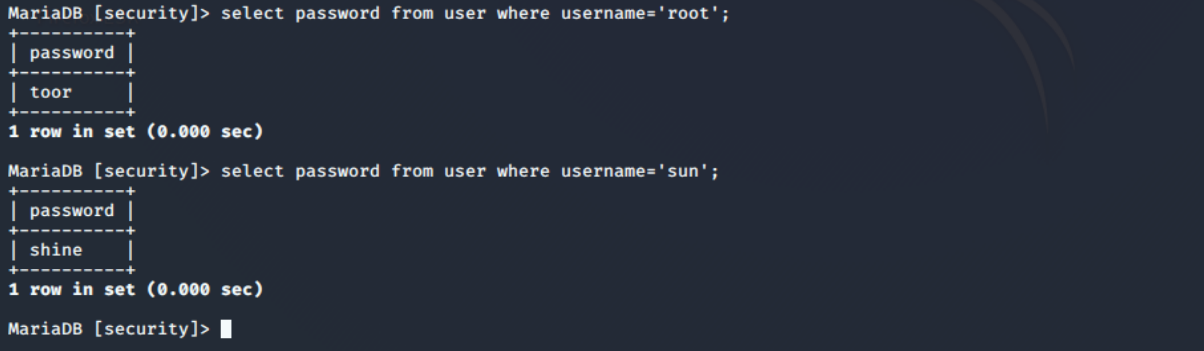 MariaDB [security]> select password from user where username='root';
+----------+
| password |
+----------+
| toor     |
+----------+
1 row in set (0.000 sec)
MariaDB [security]> select password from user where username='sun';
+----------+
| password |
+----------+
| shine    |
+----------+
1 row in set (0.000 sec)
MariaDB [security]>